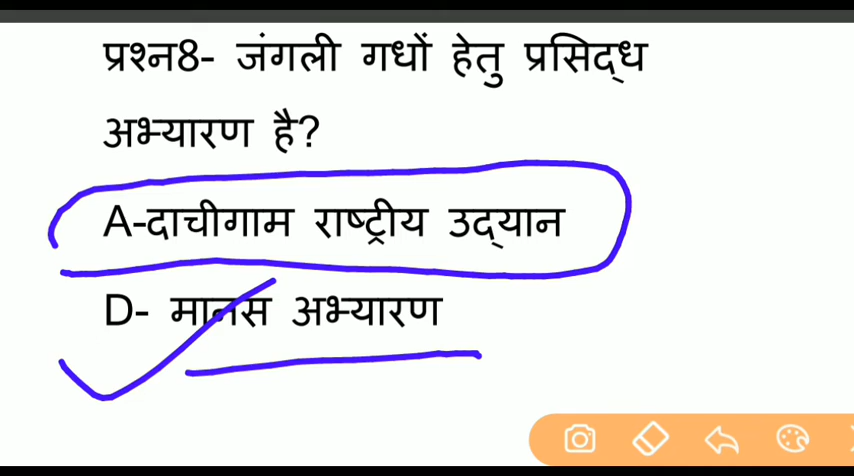 प्रश्न8- जंगली गधों हेतु प्रसिद्ध
अभ्यारण है?
A-दाचीगाम राष्ट्रीय उद्यान
D- मानस अभ्यारण